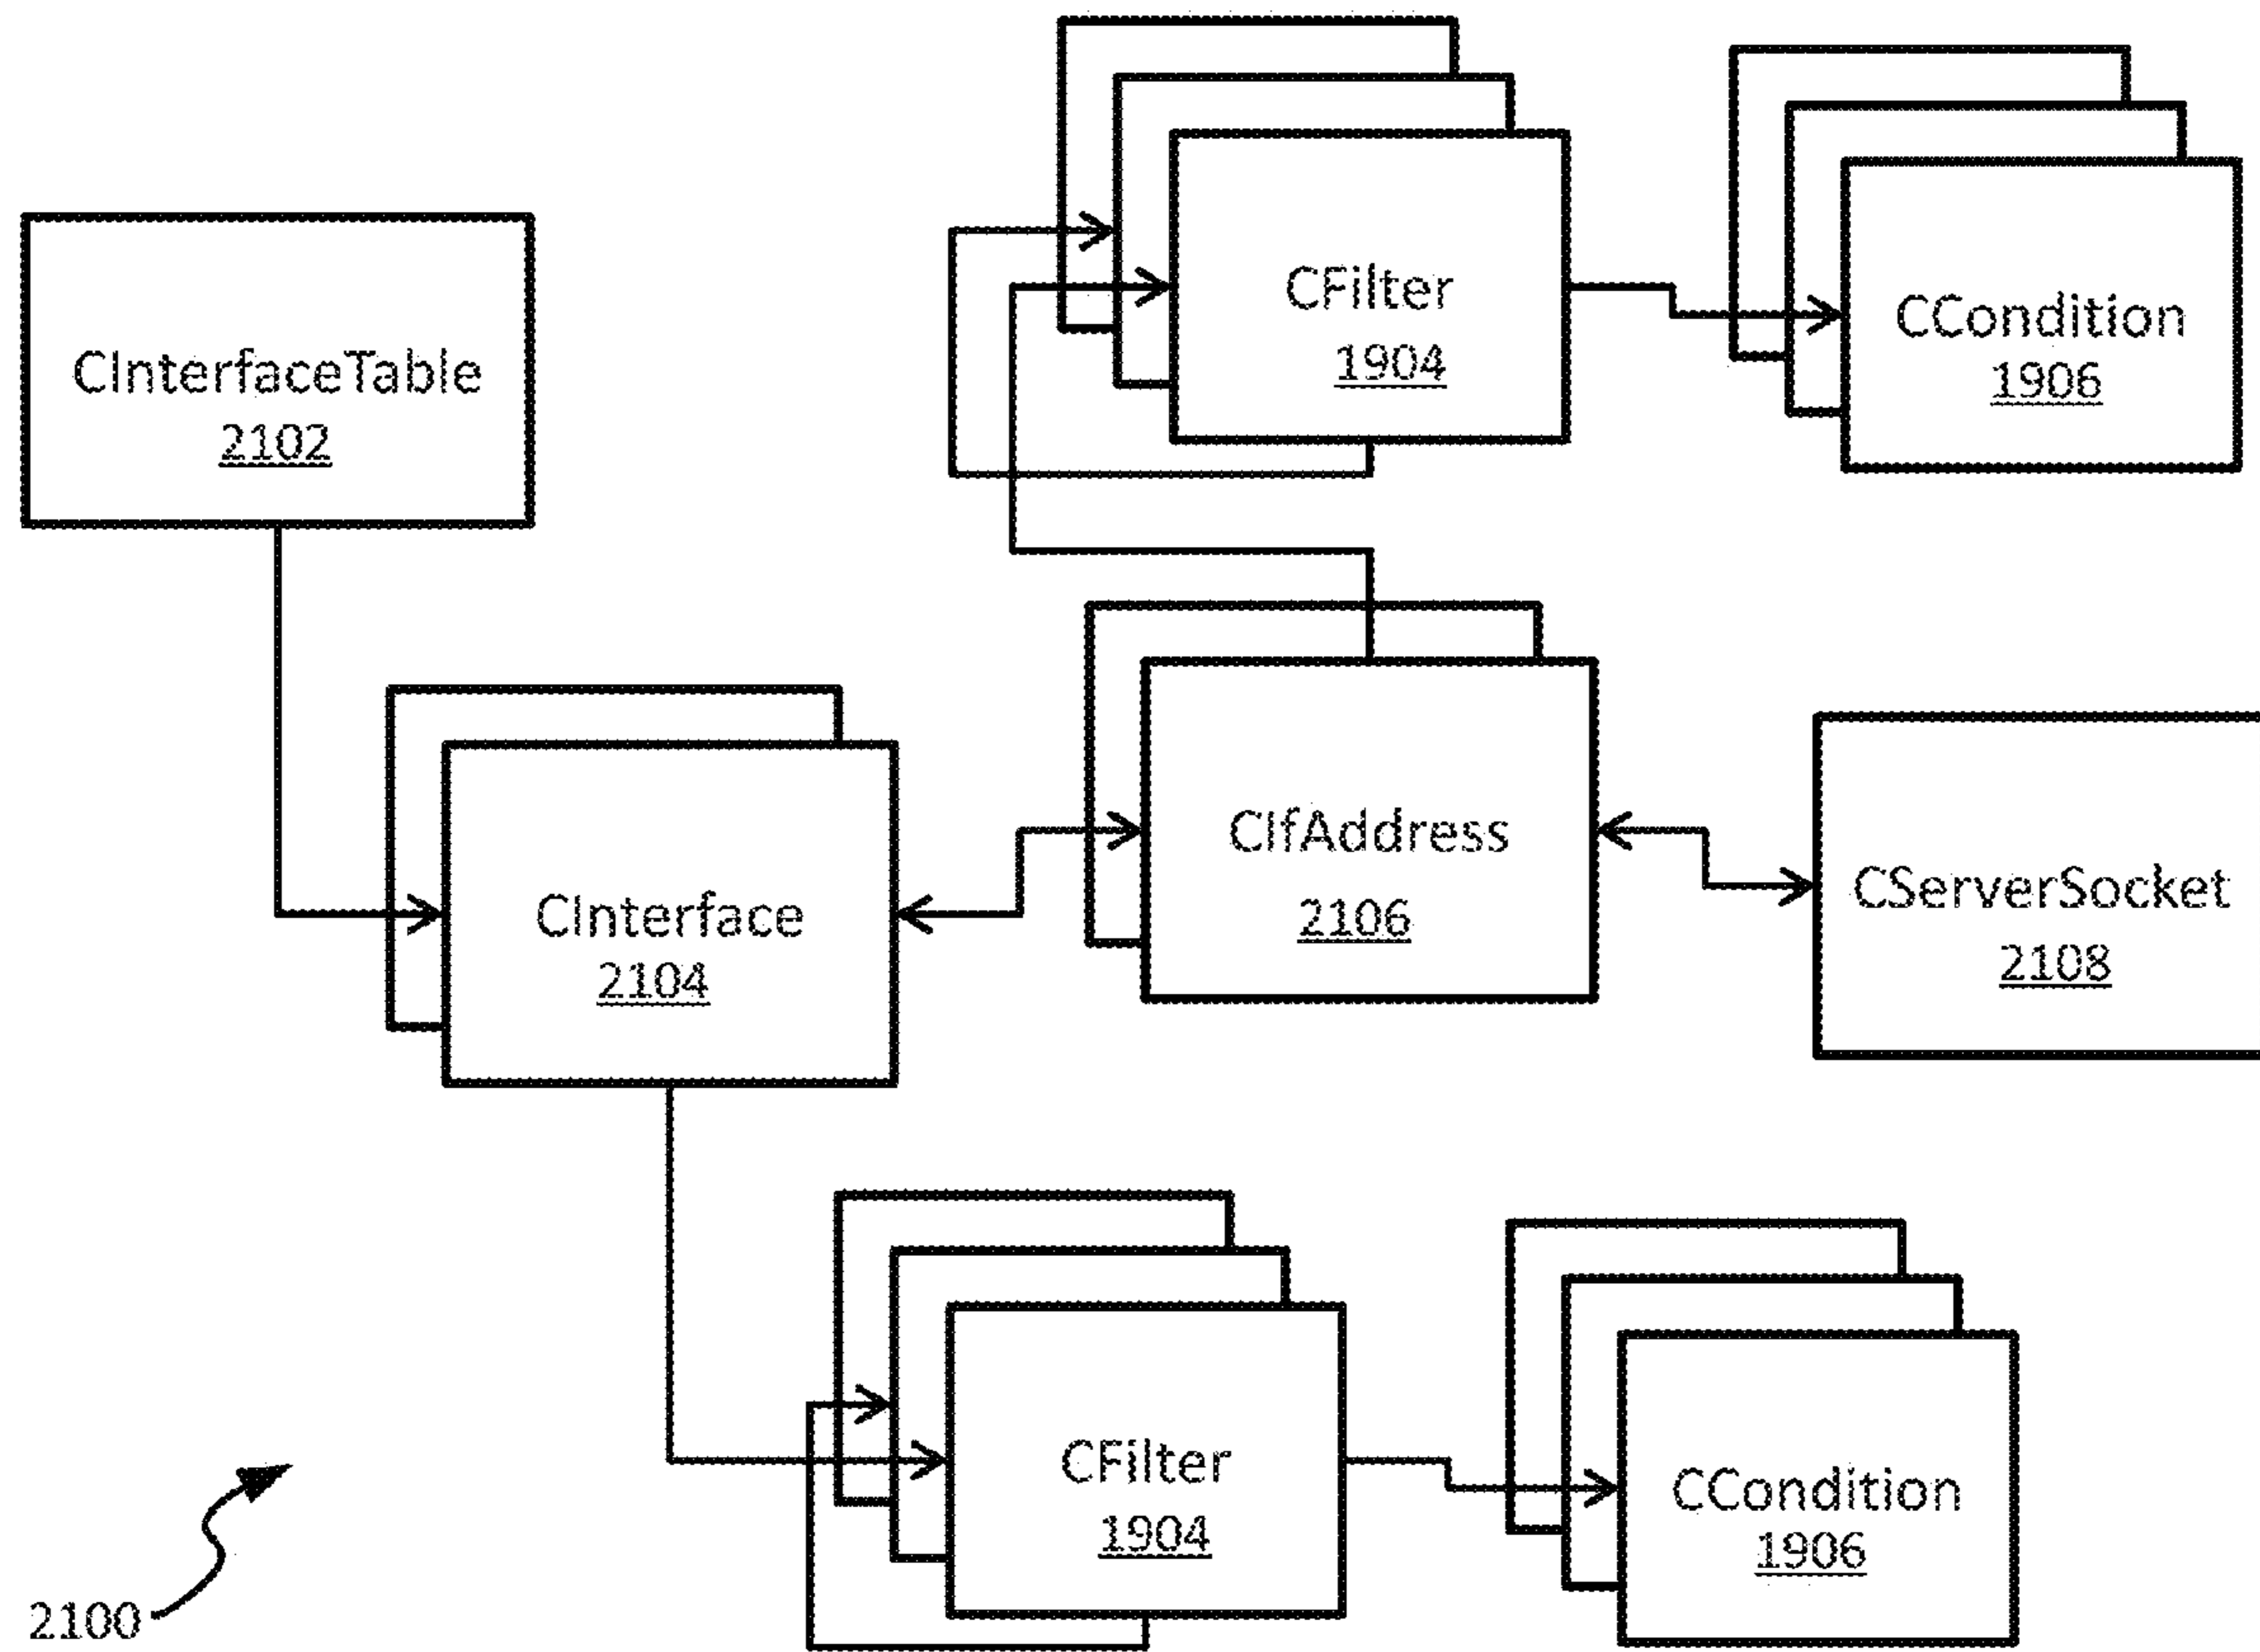 CFilter
1904
CCondition
1906
CInterfaceTable
2102
CIfAddress
2106
CServerSocket
2108
CInterface
2104
CFilter
1904
CCondition
1906
2100